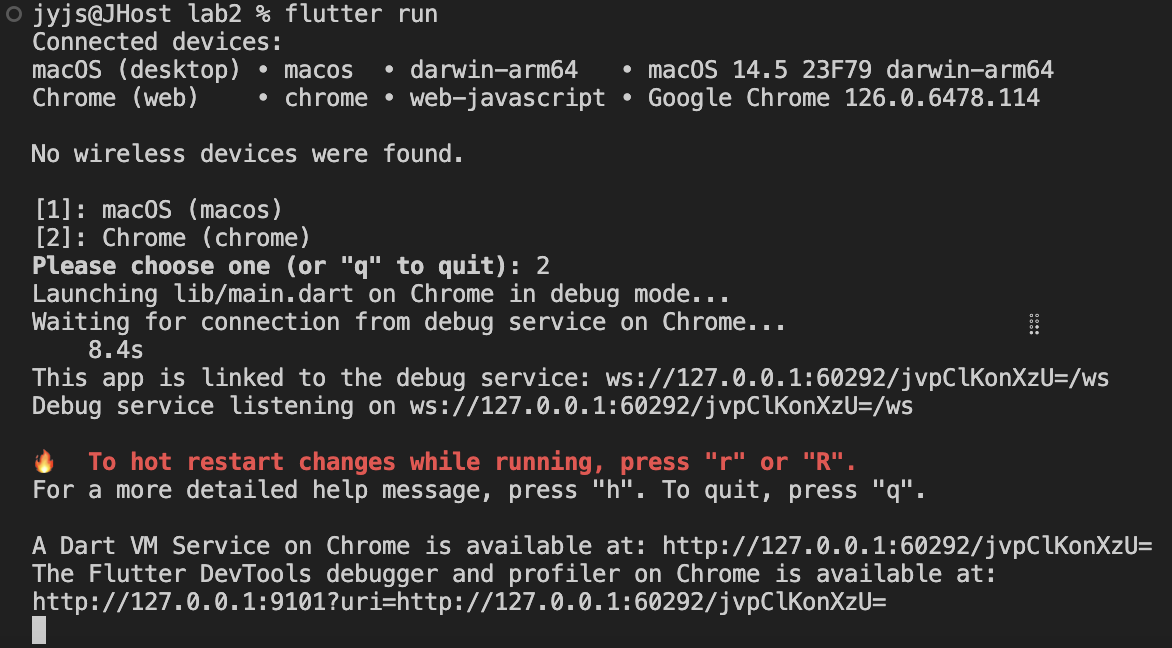 jyjs@JHost lab2 % flutter run
Connected devices:
macOS (desktop) • macos  • darwin-arm64   • macOS 14.5 23F79 darwin-arm64
Chrome (web)    • chrome • web-javascript • Google Chrome 126.0.6478.114
No wireless devices were found.
[1]: macOS (macos)
[2]: Chrome (chrome)
Please choose one (or "q" to quit): 2
Launching lib/main.dart on Chrome in debug mode...
Waiting for connection from debug service on Chrome...
8.4s
This app is linked to the debug service: ws://127.0.0.1:60292/jvpClKonXzU=/ws
Debug service listening on ws://127.0.0.1:60292/jvpClKonXzU=/ws
🔥  To hot restart changes while running, press "r" or "R".
For a more detailed help message, press "h". To quit, press "q".
A Dart VM Service on Chrome is available at: http://127.0.0.1:60292/jvpClKonXzU=
The Flutter DevTools debugger and profiler on Chrome is available at:
http://127.0.0.1:9101?uri=http://127.0.0.1:60292/jvpClKonXzU=